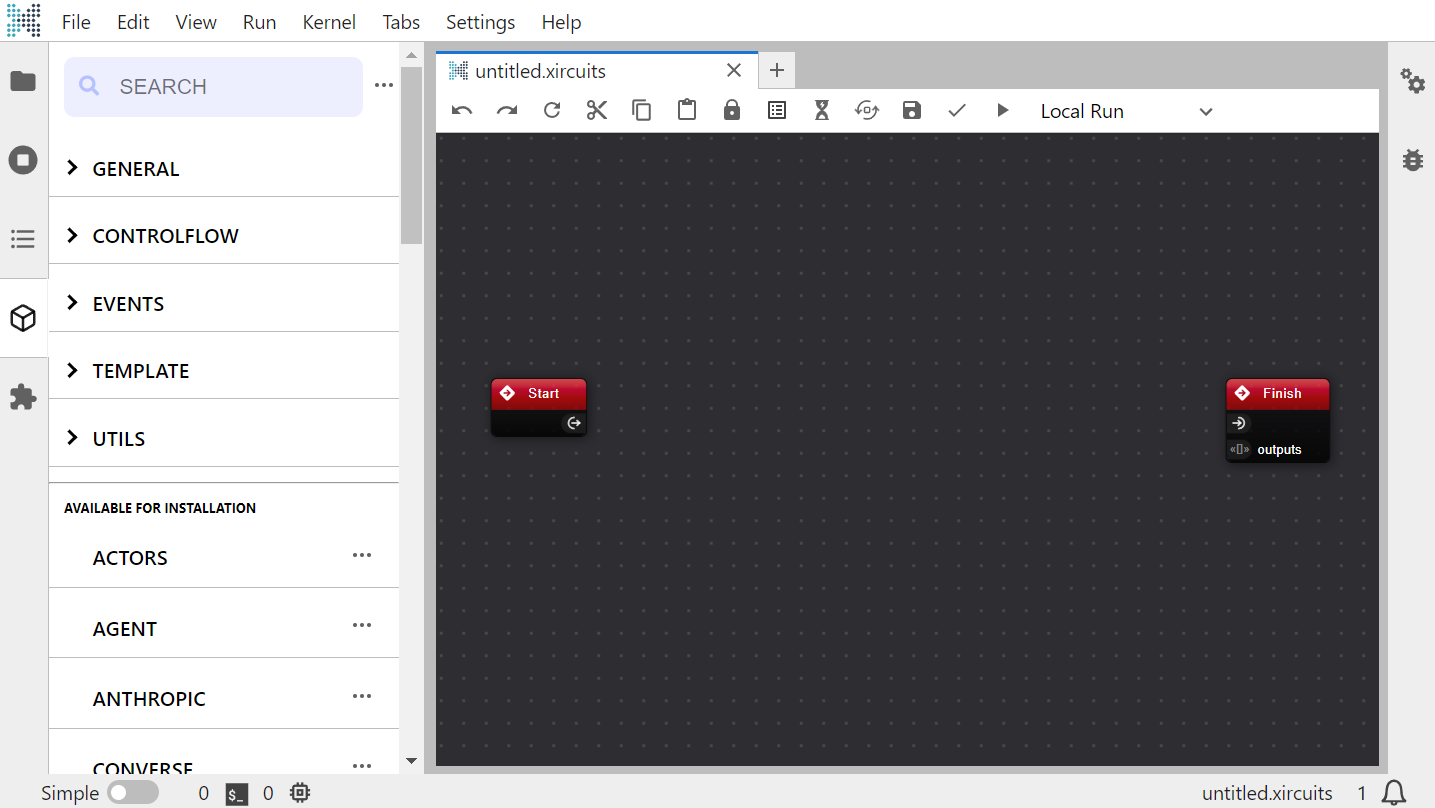 File Edit View Run Kernel Tabs Settings Help
SEARCH
GENERAL
CONTROLFLOW
EVENTS
TEMPLATE
UTILS
AVAILABLE FOR INSTALLATION
ACTORS
AGENT
ANTHROPIC
CONVERSE
untitled.xircuits
Local Run
Start
Finish
«[]» outputs
Simple 0 $_ 0
untitled.xircuits 1